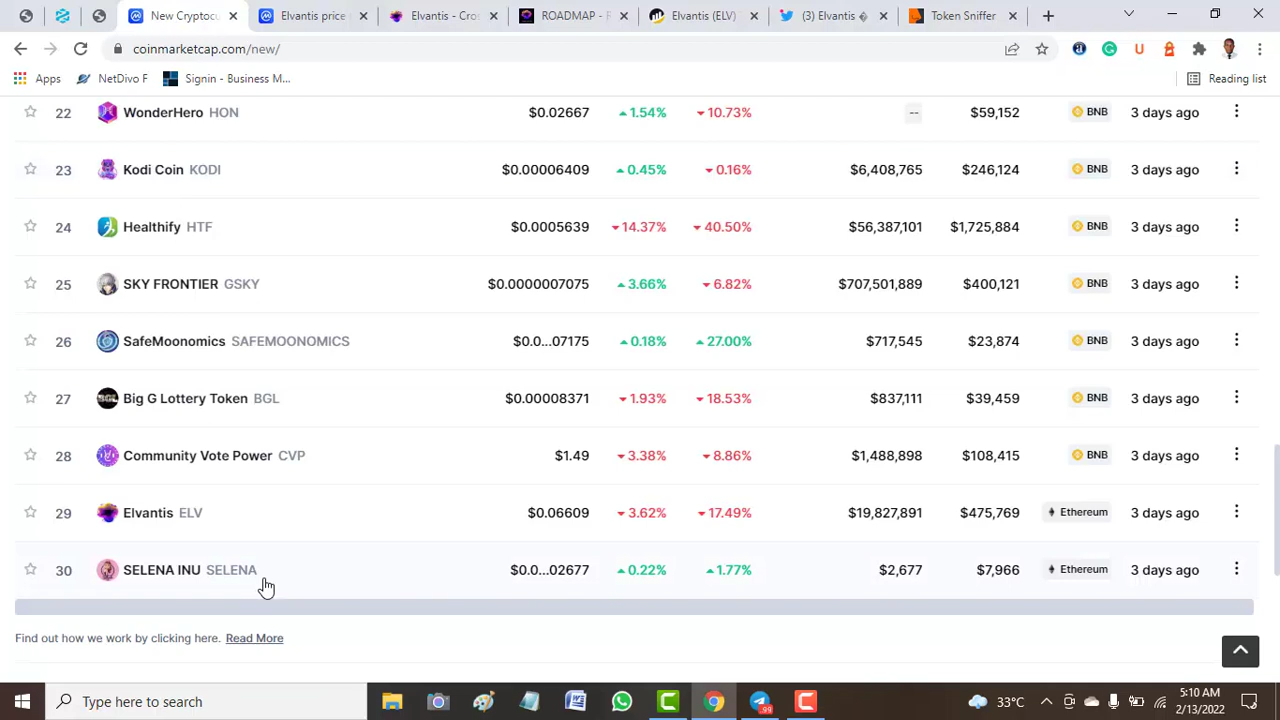 New Cryptocu
Elvantis price
Elvantis - Cros
ROADMAP - R
Elvantis (ELV)
(3) Elvantis
Token Sniffer
coinmarketcap.com/new/
Apps
NetDivo F
Signin - Business M...
Reading list
22 WonderHero HON $0.02667 1.54% 10.73% -- $59,152 BNB 3 days ago
23 Kodi Coin KODI $0.00006409 0.45% 0.16% $6,408,765 $246,124 BNB 3 days ago
24 Healthify HTF $0.0005639 14.37% 40.50% $56,387,101 $1,725,884 BNB 3 days ago
25 SKY FRONTIER GSKY $0.0000007075 3.66% 6.82% $707,501,889 $400,121 BNB 3 days ago
26 SafeMoonomics SAFEMOONOMICS $0.0...07175 0.18% 27.00% $717,545 $23,874 BNB 3 days ago
27 Big G Lottery Token BGL $0.00008371 1.93% 18.53% $837,111 $39,459 BNB 3 days ago
28 Community Vote Power CVP $1.49 3.38% 8.86% $1,488,898 $108,415 BNB 3 days ago
29 Elvantis ELV $0.06609 3.62% 17.49% $19,827,891 $475,769 Ethereum 3 days ago
30 SELENA INU SELENA $0.0...02677 0.22% 1.77% $2,677 $7,966 Ethereum 3 days ago
Find out how we work by clicking here. Read More
Type here to search
33°C
5:10 AM
2/13/2022